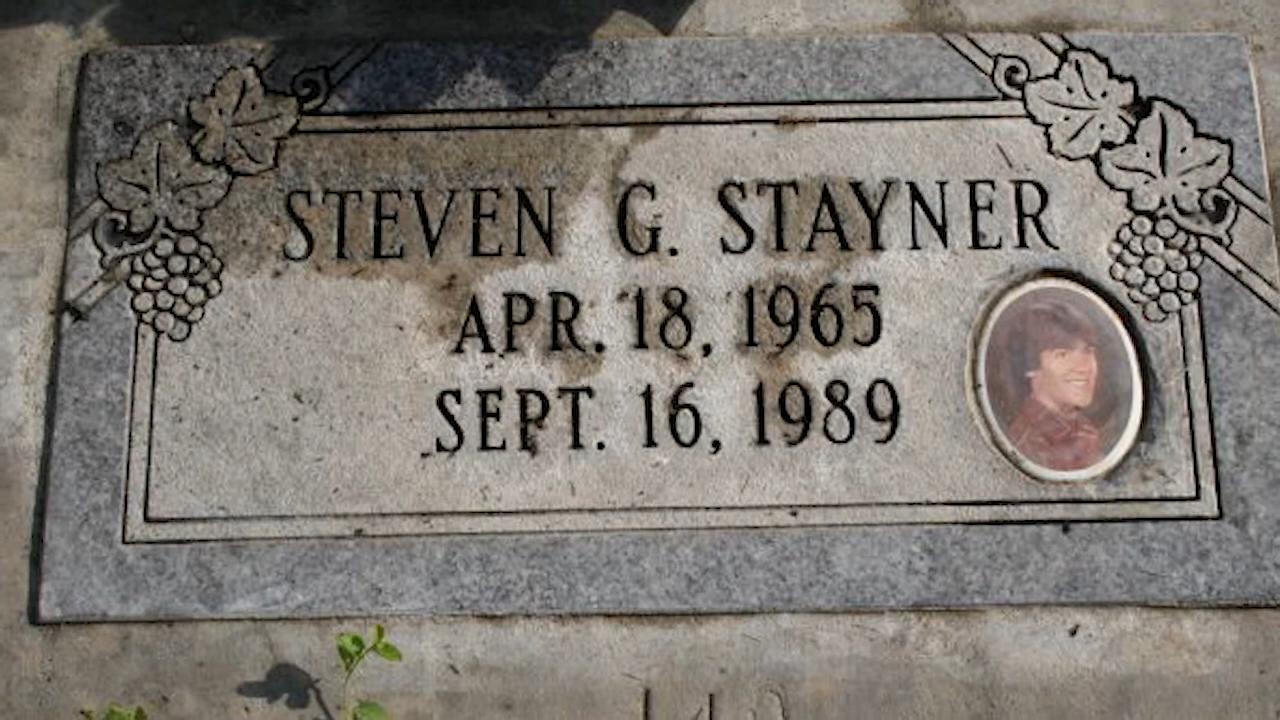 STEVEN G. STAYNER
APR. 18, 1965
SEPT. 16, 1989